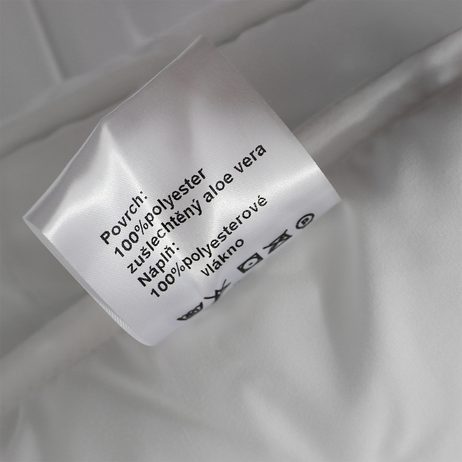 Povrch:
100%polyester
zušlechtěný aloe vera
Náplň:
100%polyesterové
vlákno